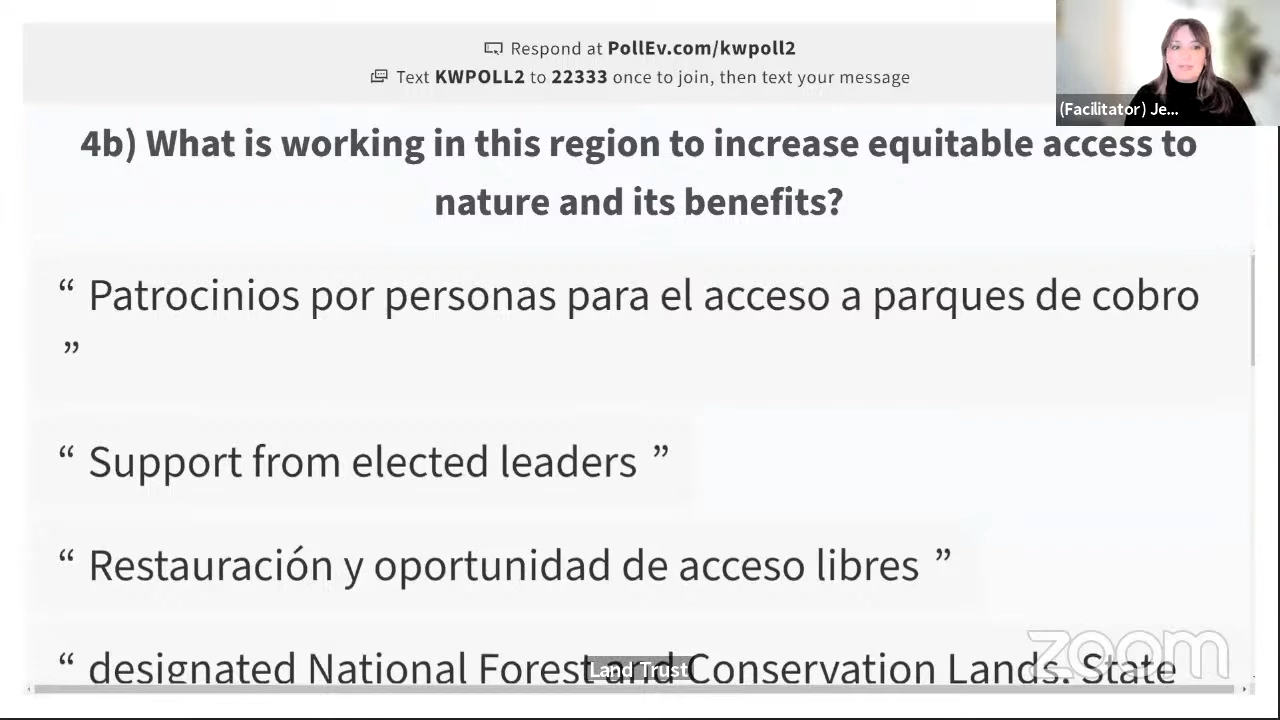 Respond at PollEv.com/kwpoll2
Text KWPOLL2 to 22333 once to join, then text your message
(Facilitator) Je...
4b) What is working in this region to increase equitable access to
nature and its benefits?
“ Patrocinios por personas para el acceso a parques de cobro
”
“ Support from elected leaders ”
“ Restauración y oportunidad de acceso libres ”
“ designated National Forest and Conservation Lands. State
Land Trust
zoom